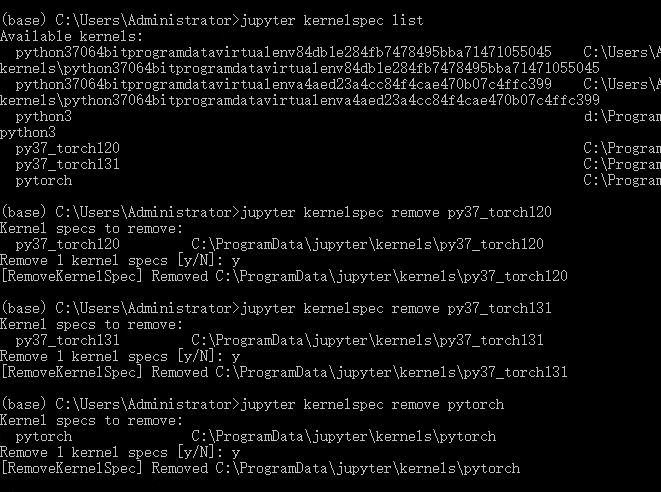 (base) C:\Users\Administrator>jupyter kernelspec list
Available kernels:
  python37064bitprogramdatavirtualenv84db1e284fb7478495bba71471055045    C:\Users\A
kernels\python37064bitprogramdatavirtualenv84db1e284fb7478495bba71471055045
  python37064bitprogramdatavirtualenva4aed23a4cc84f4cae470b07c4ffc399    C:\Users\A
kernels\python37064bitprogramdatavirtualenva4aed23a4cc84f4cae470b07c4ffc399
  python3                                                                d:\Program
python3
  py37_torch120                                                          C:\Program
  py37_torch131                                                          C:\Program
  pytorch                                                                C:\Program
(base) C:\Users\Administrator>jupyter kernelspec remove py37_torch120
Kernel specs to remove:
  py37_torch120         C:\ProgramData\jupyter\kernels\py37_torch120
Remove 1 kernel specs [y/N]: y
[RemoveKernelSpec] Removed C:\ProgramData\jupyter\kernels\py37_torch120
(base) C:\Users\Administrator>jupyter kernelspec remove py37_torch131
Kernel specs to remove:
  py37_torch131         C:\ProgramData\jupyter\kernels\py37_torch131
Remove 1 kernel specs [y/N]: y
[RemoveKernelSpec] Removed C:\ProgramData\jupyter\kernels\py37_torch131
(base) C:\Users\Administrator>jupyter kernelspec remove pytorch
Kernel specs to remove:
  pytorch               C:\ProgramData\jupyter\kernels\pytorch
Remove 1 kernel specs [y/N]: y
[RemoveKernelSpec] Removed C:\ProgramData\jupyter\kernels\pytorch